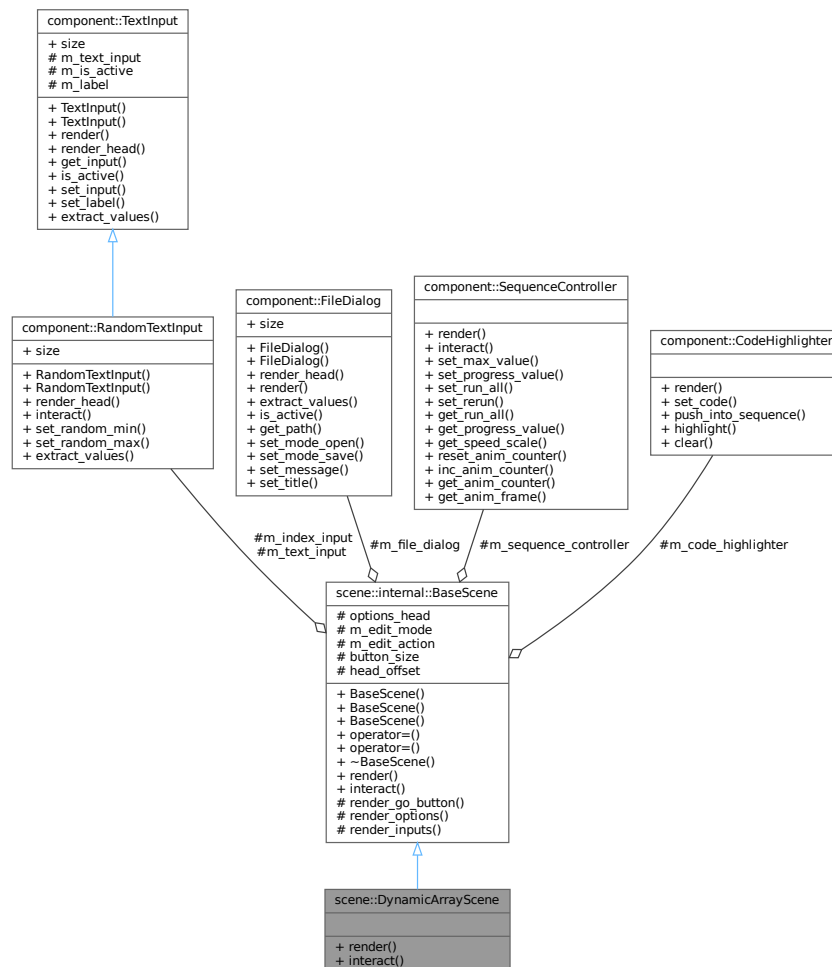 component::TextInput
+ size
# m_text_input
# m_is_active
# m_label
+ TextInput()
+ TextInput()
+ render()
+ render_head()
+ get_input()
+ is_active()
+ set_input()
+ set_label()
+ extract_values()
component::RandomTextInput
+ size
+ RandomTextInput()
+ RandomTextInput()
+ render_head()
+ interact()
+ set_random_min()
+ set_random_max()
+ extract_values()
component::FileDialog
+ size
+ FileDialog()
+ FileDialog()
+ render_head()
+ render()
+ extract_values()
+ is_active()
+ get_path()
+ set_mode_open()
+ set_mode_save()
+ set_message()
+ set_title()
component::SequenceController
+ render()
+ interact()
+ set_max_value()
+ set_progress_value()
+ set_run_all()
+ set_rerun()
+ get_run_all()
+ get_progress_value()
+ get_speed_scale()
+ reset_anim_counter()
+ inc_anim_counter()
+ get_anim_counter()
+ get_anim_frame()
component::CodeHighlighter
+ render()
+ set_code()
+ push_into_sequence()
+ highlight()
+ clear()
#m_index_input
#m_text_input
#m_file_dialog
#m_sequence_controller
#m_code_highlighter
scene::internal::BaseScene
# options_head
# m_edit_mode
# m_edit_action
# button_size
# head_offset
+ BaseScene()
+ BaseScene()
+ BaseScene()
+ operator=()
+ operator=()
+ ~BaseScene()
+ render()
+ interact()
# render_go_button()
# render_options()
# render_inputs()
scene::DynamicArrayScene
+ render()
+ interact()